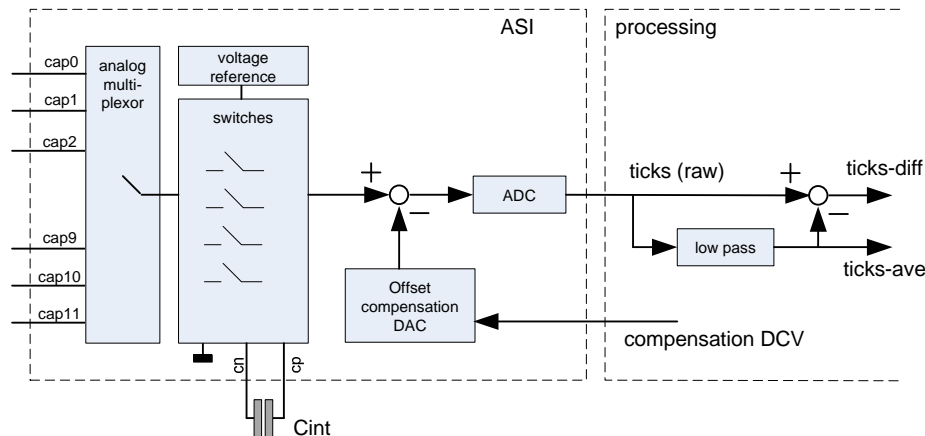 ASI
processing
cap0
cap1
cap2
cap9
cap10
cap11
analog
multi-
plexor
voltage
reference
switches
+
−
ADC
Offset
compensation
DAC
cn
cp
Cint
ticks (raw)
low pass
+
−
ticks-diff
ticks-ave
compensation DCV